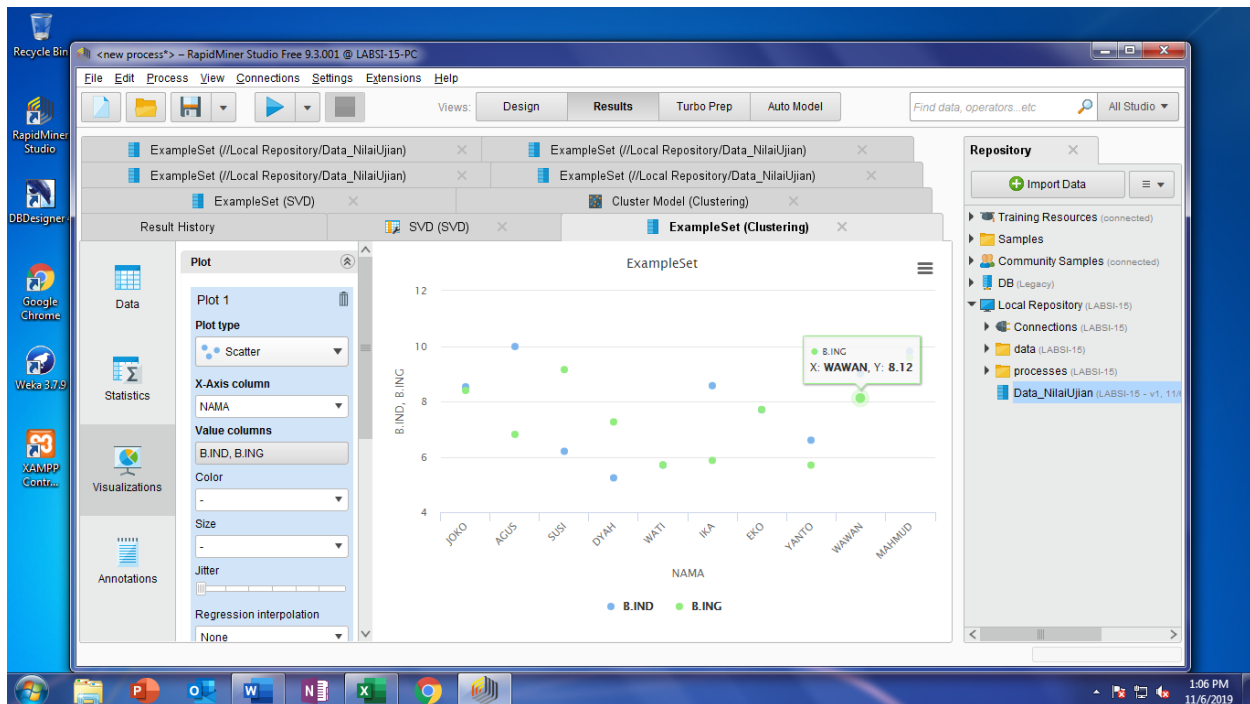 Recycle Bin
RapidMiner Studio
DBDesigner 4
Google Chrome
Weka 3.7.9
XAMPP Contr...
<new process*> – RapidMiner Studio Free 9.3.001 @ LABSI-15-PC
File Edit Process View Connections Settings Extensions Help
Views: Design Results Turbo Prep Auto Model
Find data, operators...etc
All Studio
ExampleSet (//Local Repository/Data_NilaiUjian)
ExampleSet (//Local Repository/Data_NilaiUjian)
ExampleSet (//Local Repository/Data_NilaiUjian)
ExampleSet (//Local Repository/Data_NilaiUjian)
ExampleSet (SVD)
Cluster Model (Clustering)
Result History
SVD (SVD)
ExampleSet (Clustering)
Data
Statistics
Visualizations
Annotations
Plot
Plot 1
Plot type
Scatter
X-Axis column
NAMA
Value columns
B.IND, B.ING
Color
-
Size
-
Jitter
Regression interpolation
None
ExampleSet
12
10
8
6
4
B.IND, B.ING
B.ING
X: WAWAN, Y: 8.12
JOKO AGUS SUSI DYAH WATI IKA EKO YANTO WAWAN MAHMUD
NAMA
B.IND B.ING
Repository
Import Data
Training Resources (connected)
Samples
Community Samples (connected)
DB (Legacy)
Local Repository (LABSI-15)
Connections (LABSI-15)
data (LABSI-15)
processes (LABSI-15)
Data_NilaiUjian (LABSI-15 - v1, 11/
1:06 PM
11/6/2019